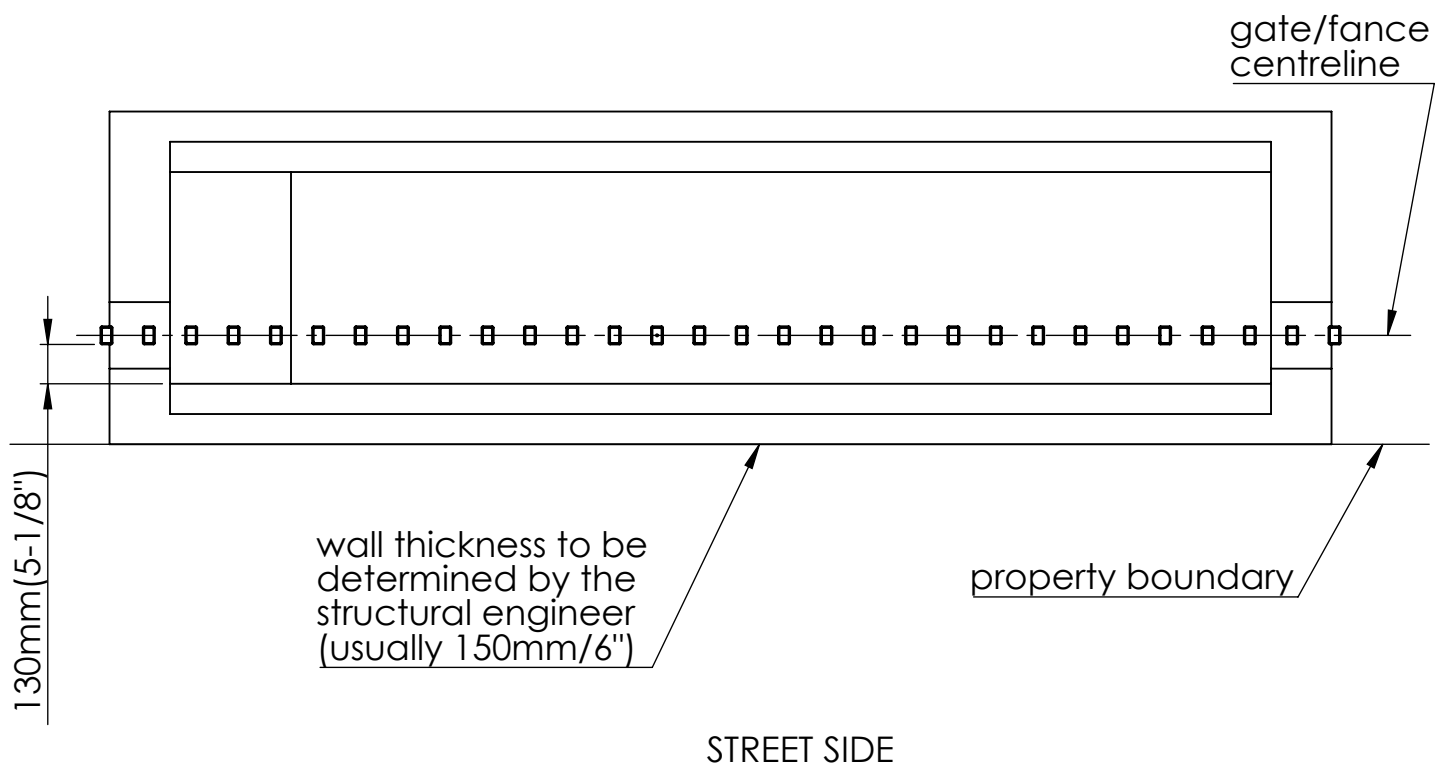 gate/fance
centreline
130mm(5-1/8")
wall thickness to be
determined by the
structural engineer
(usually 150mm/6")
property boundary
STREET SIDE